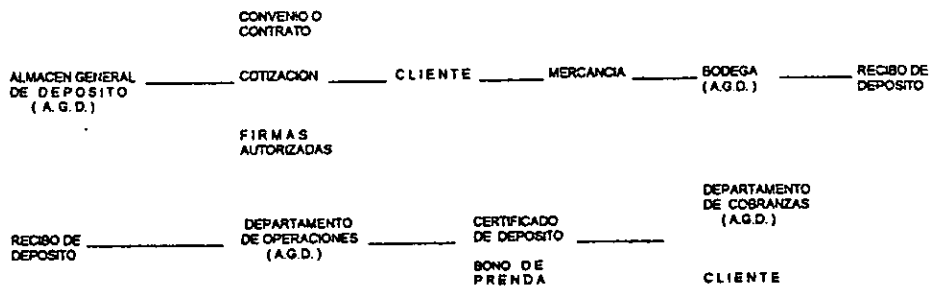 CONVENIO O
CONTRATO
ALMACEN GENERAL
DE DEPOSITO
( A. G. D. )
COTIZACIÓN
CLIENTE
MERCANCIA
BODEGA
(A.G.D.)
RECIBO DE
DEPOSITO
FIRMAS
AUTORIZADAS
RECIBO DE
DEPOSITO
DEPARTAMENTO
DE OPERACIONES
(A.G.D.)
CERTIFICADO
DE DEPOSITO
BONO DE
PRENDA
DEPARTAMENTO
DE COBRANZAS
(A.G.D.)
CLIENTE